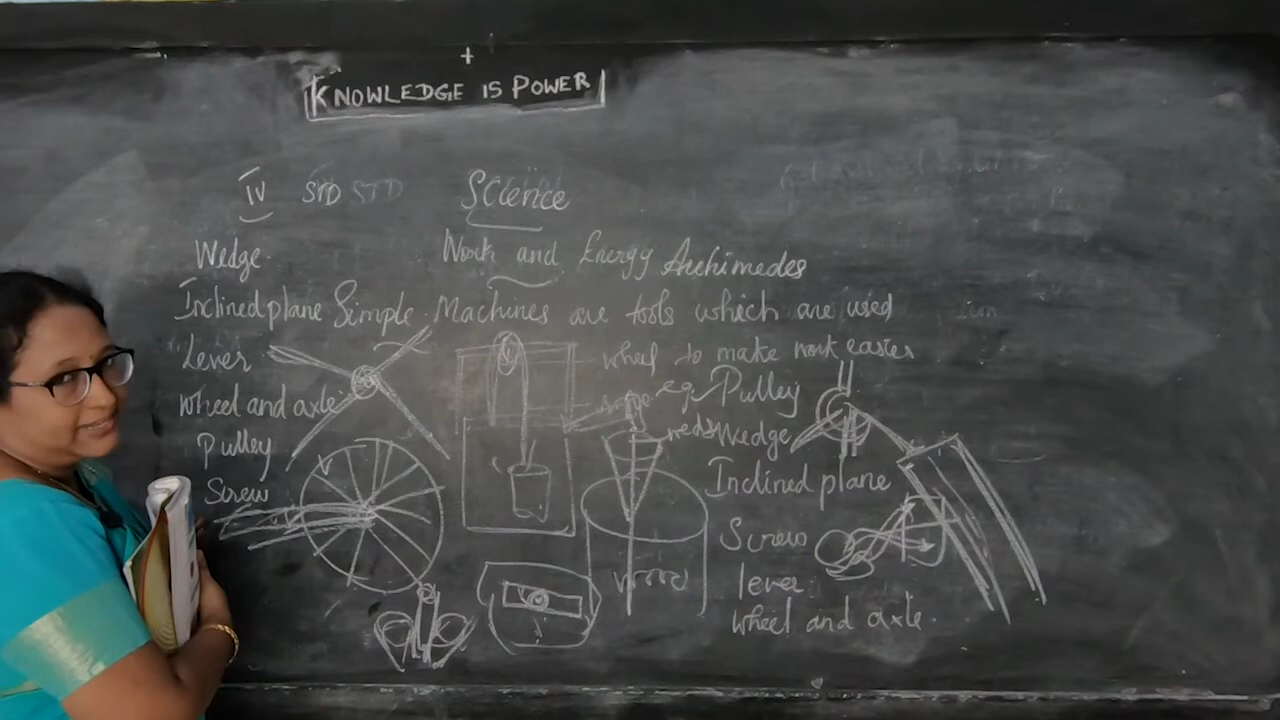 KNOWLEDGE IS POWER
IV STD STD Science
Wedge Work and Energy Archimedes
Inclined plane Simple Machines are tools which are used
Lever wheel to make work easier
wheel and axle eg. Pulley
Pulley Wedge
Screw Inclined plane
Screw
wood lever
wheel and axle.